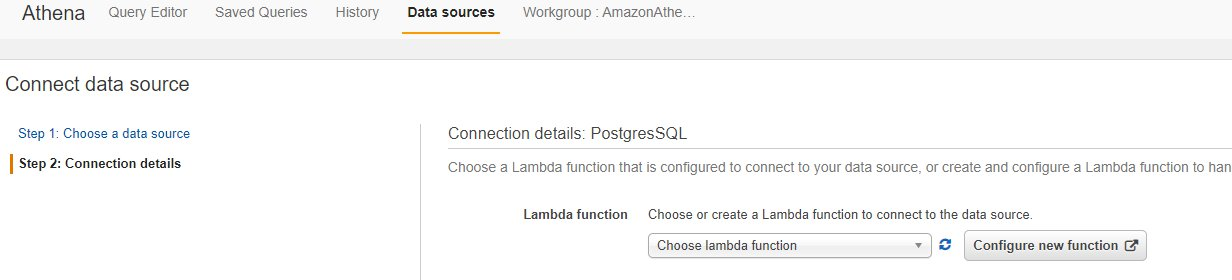 Athena Query Editor Saved Queries History Data sources Workgroup : AmazonAthe…
Connect data source
Step 1: Choose a data source
Step 2: Connection details
Connection details: PostgresSQL
Choose a Lambda function that is configured to connect to your data source, or create and configure a Lambda function to han
Lambda function Choose or create a Lambda function to connect to the data source.
Choose lambda function Configure new function